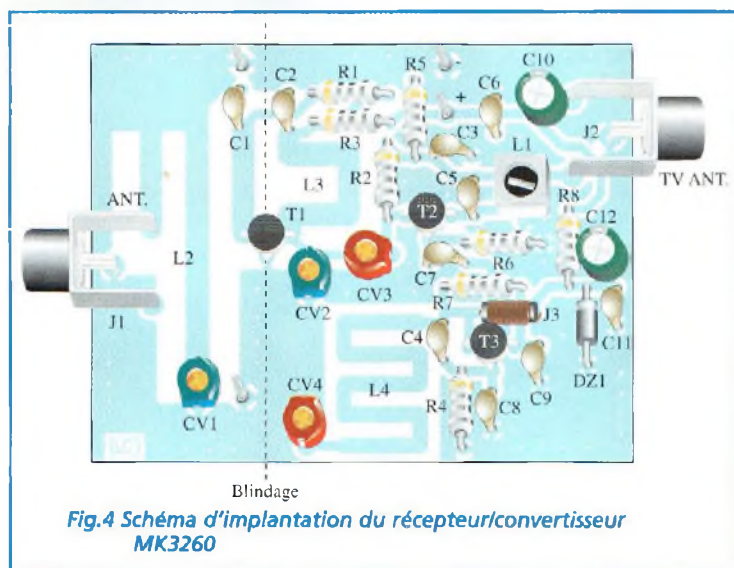 C10
R5
C2
R1
C6
+
R3
C1
C3
L1
J2
L3
R2
C5
TV ANT.
ANT.
T1
T2
R8
C12
L2
R6
C7
J1
CV2
CV3
R7
J3
C4
T3
C11
CV4
L4
R4
DZ1
C9
CV1
C8
Blindage
Fig.4 Schéma d'implantation du récepteur/convertisseur
MK3260